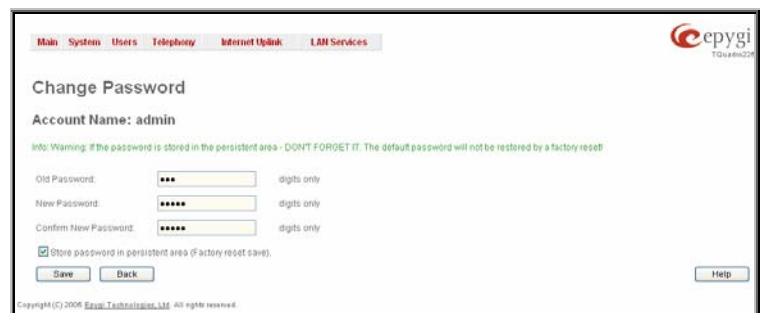 Main System Users Telephony Internet Uplink LAN Services
epygi
Change Password
Account Name: admin
Info: Warning: If the password is stored in the persistent area - DON'T FORGET IT. The default password will not be restored by a factory reset!
Old Password: ••• digits only
New Password: ••••• digits only
Confirm New Password: ••••• digits only
Store password in persistent area (Factory reset save).
Save Back Help
Copyright (C) 2006 Epygi Technologies, Ltd. All rights reserved.